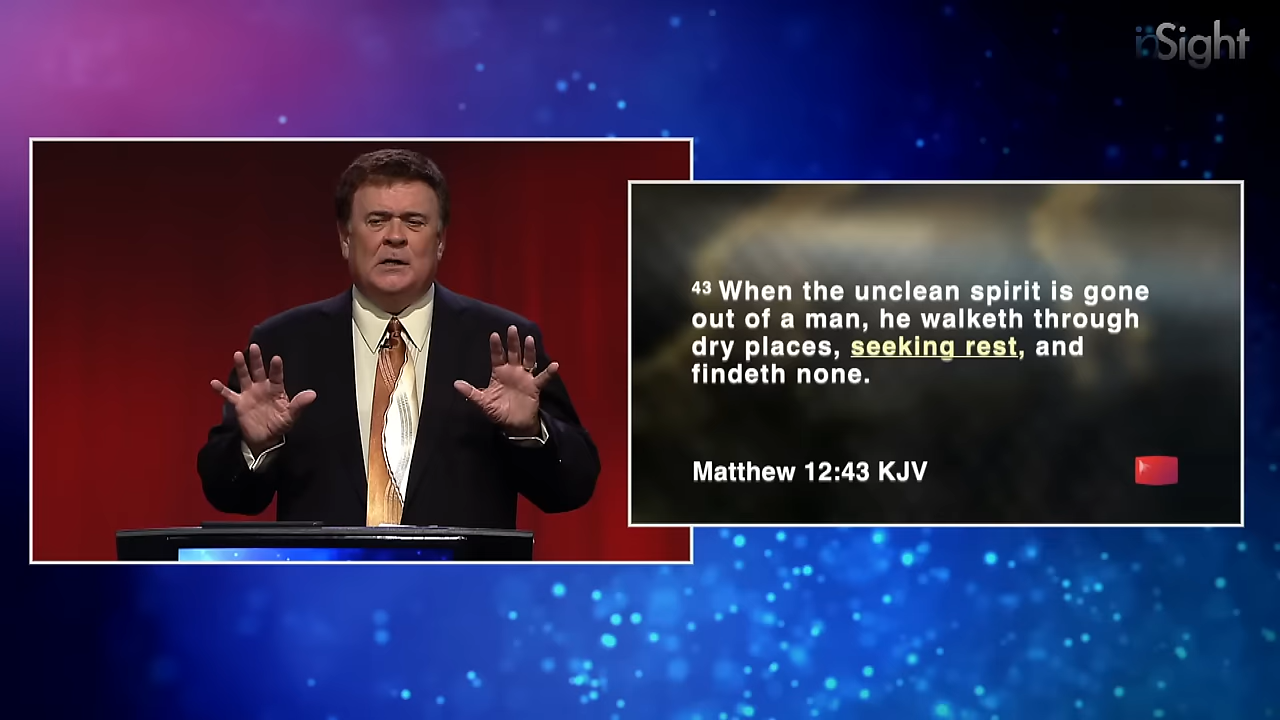 inSight
⁴³ When the unclean spirit is gone
out of a man, he walketh through
dry places, seeking rest, and
findeth none.
Matthew 12:43 KJV